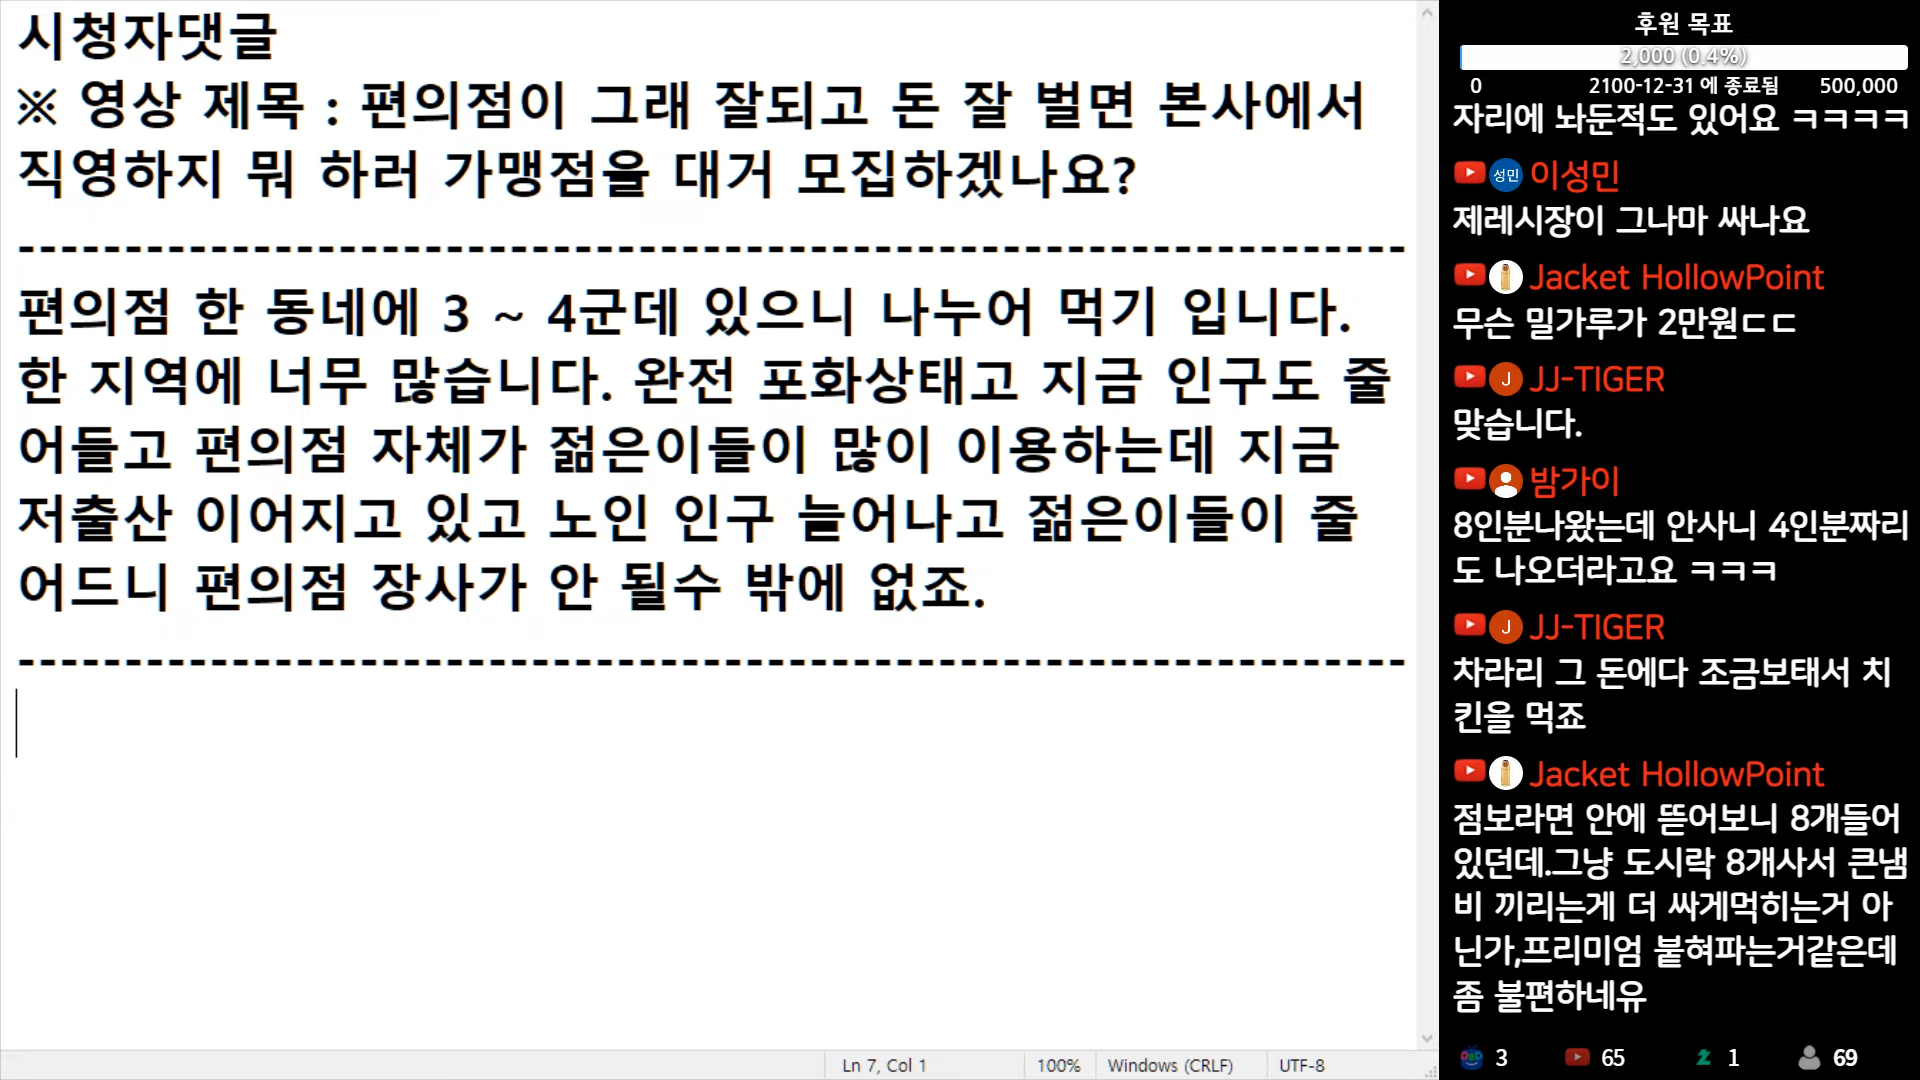 시청자댓글
※ 영상 제목 : 편의점이 그래 잘되고 돈 잘 벌면 본사에서
직영하지 뭐 하러 가맹점을 대거 모집하겠나요?
------------------------------------------------------------------
편의점 한 동네에 3 ~ 4군데 있으니 나누어 먹기 입니다.
한 지역에 너무 많습니다. 완전 포화상태고 지금 인구도 줄
어들고 편의점 자체가 젊은이들이 많이 이용하는데 지금
저출산 이어지고 있고 노인 인구 늘어나고 젊은이들이 줄
어드니 편의점 장사가 안 될수 밖에 없죠.
------------------------------------------------------------------
Ln 7, Col 1 100% Windows (CRLF) UTF-8
후원 목표
2,000 (0.4%)
0 2100-12-31 에 종료됨 500,000
자리에 놔둔적도 있어요 ㅋㅋㅋㅋ
성민 이성민
제레시장이 그나마 싸나요
Jacket HollowPoint
무슨 밀가루가 2만원ㄷㄷ
J JJ-TIGER
맞습니다.
밤가이
8인분나왔는데 안사니 4인분짜리
도 나오더라고요 ㅋㅋㅋ
J JJ-TIGER
차라리 그 돈에다 조금보태서 치
킨을 먹죠
Jacket HollowPoint
점보라면 안에 뜯어보니 8개들어
있던데.그냥 도시락 8개사서 큰냄
비 끼리는게 더 싸게먹히는거 아
닌가,프리미엄 붙혀파는거같은데
좀 불편하네유
3 65 1 69